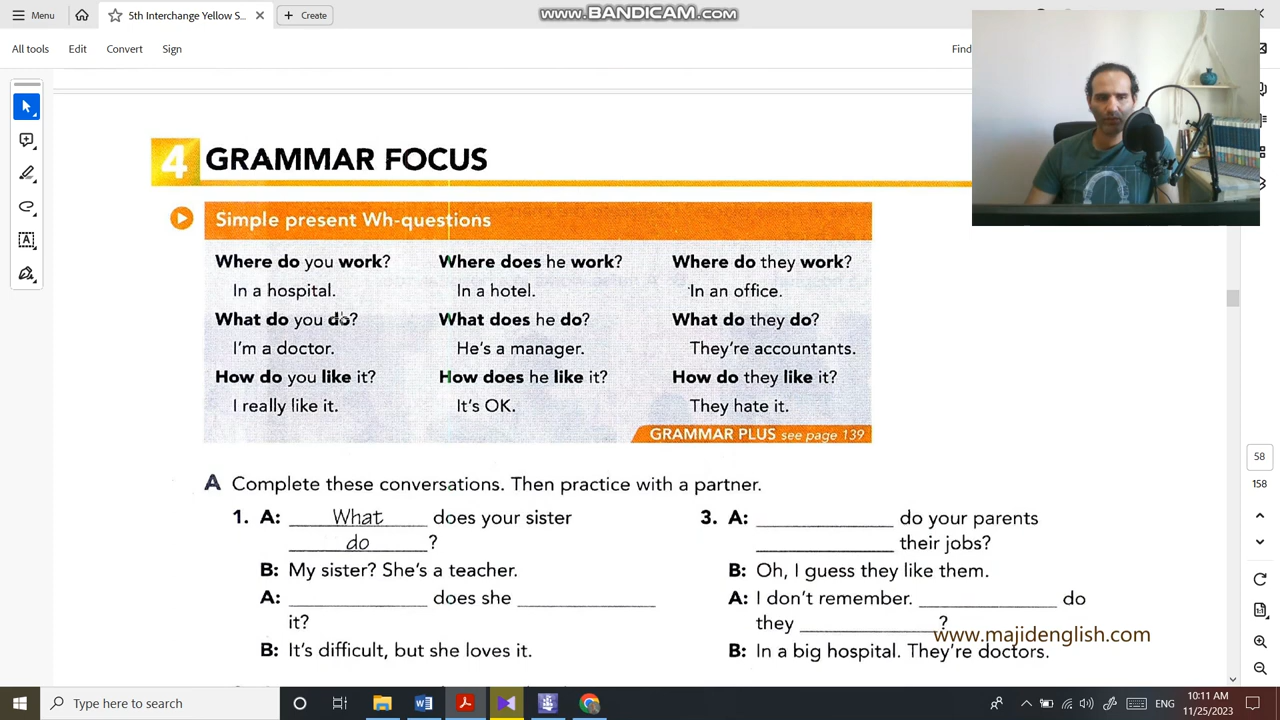 Menu
5th Interchange Yellow S...
Create
www.BANDICAM.com
All tools
Edit
Convert
Sign
Find
4 GRAMMAR FOCUS
Simple present Wh-questions
Where do you work?
In a hospital.
What do you do?
I'm a doctor.
How do you like it?
I really like it.
Where does he work?
In a hotel.
What does he do?
He's a manager.
How does he like it?
It's OK.
Where do they work?
In an office.
What do they do?
They're accountants.
How do they like it?
They hate it.
GRAMMAR PLUS see page 139
A Complete these conversations. Then practice with a partner.
1. A: What does your sister
do ?
B: My sister? She's a teacher.
A: ______ does she ______
it?
B: It's difficult, but she loves it.
3. A: ______ do your parents
______ their jobs?
B: Oh, I guess they like them.
A: I don't remember. ______ do
they ______?
B: In a big hospital. They're doctors.
www.majidenglish.com
58
158
Type here to search
ENG
10:11 AM
11/25/2023